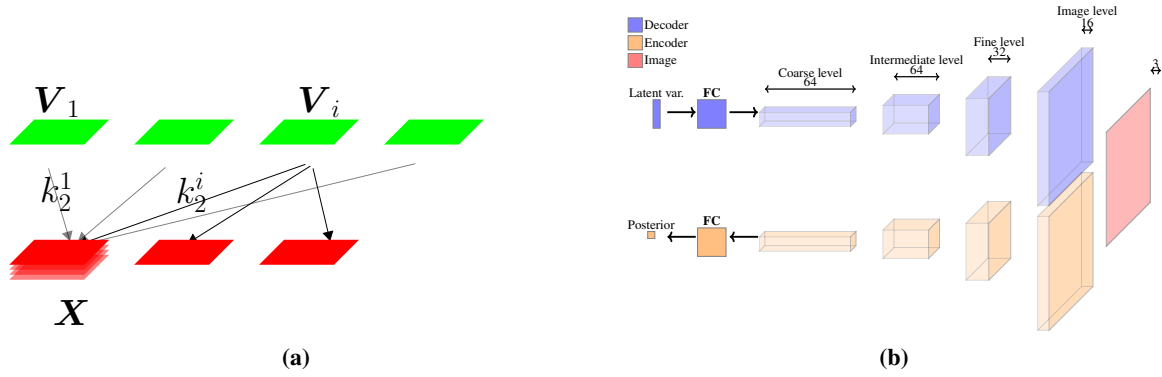 V₁
Vᵢ
k₂¹
k₂ⁱ
X
(a)
Decoder
Encoder
Image
Latent var.
FC
Coarse level
64
Intermediate level
64
Fine level
32
Image level
16
3
Posterior
FC
(b)